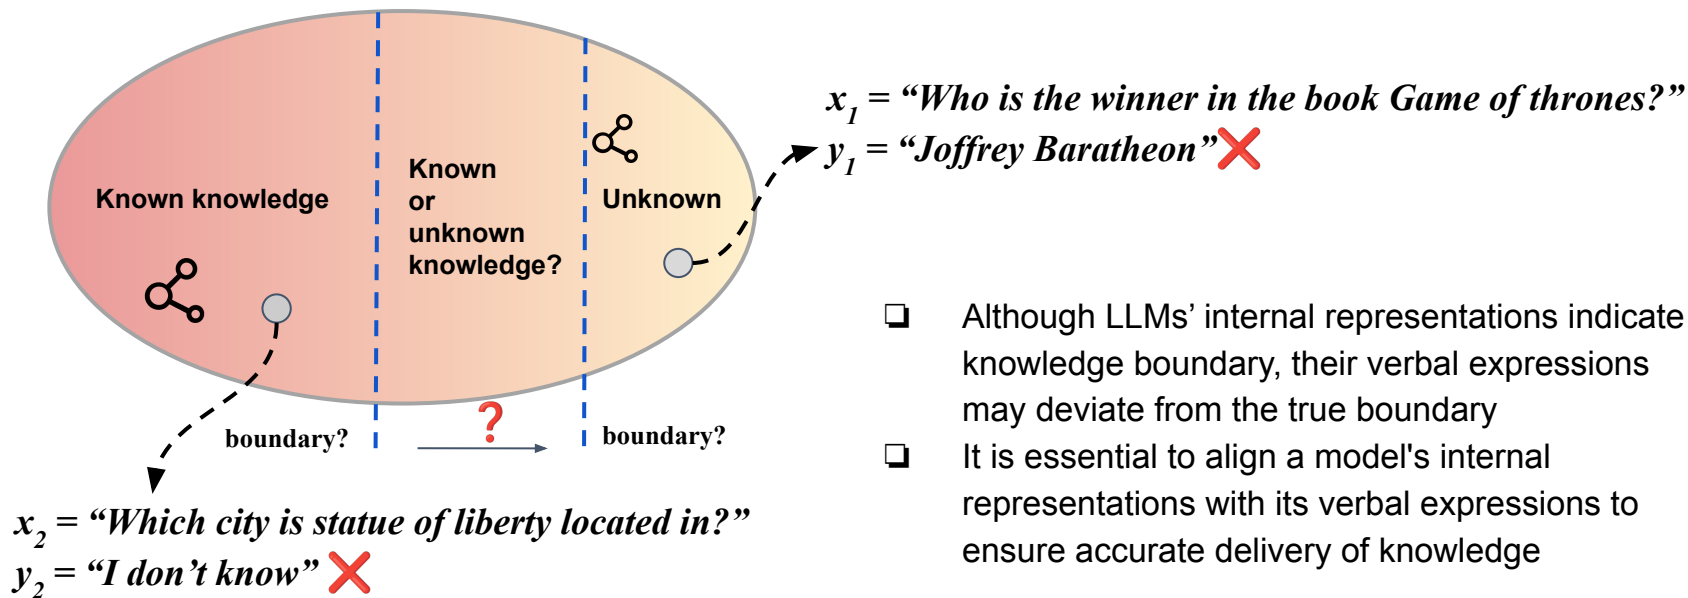 x1 = “Who is the winner in the book Game of thrones?”
y1 = “Joffrey Baratheon”❌
Known knowledge
Known
or
unknown
knowledge?
Unknown
boundary?
❓
boundary?
x2 = “Which city is statue of liberty located in?”
y2 = “I don’t know” ❌
❏ Although LLMs’ internal representations indicate
knowledge boundary, their verbal expressions
may deviate from the true boundary
❏ It is essential to align a model's internal
representations with its verbal expressions to
ensure accurate delivery of knowledge